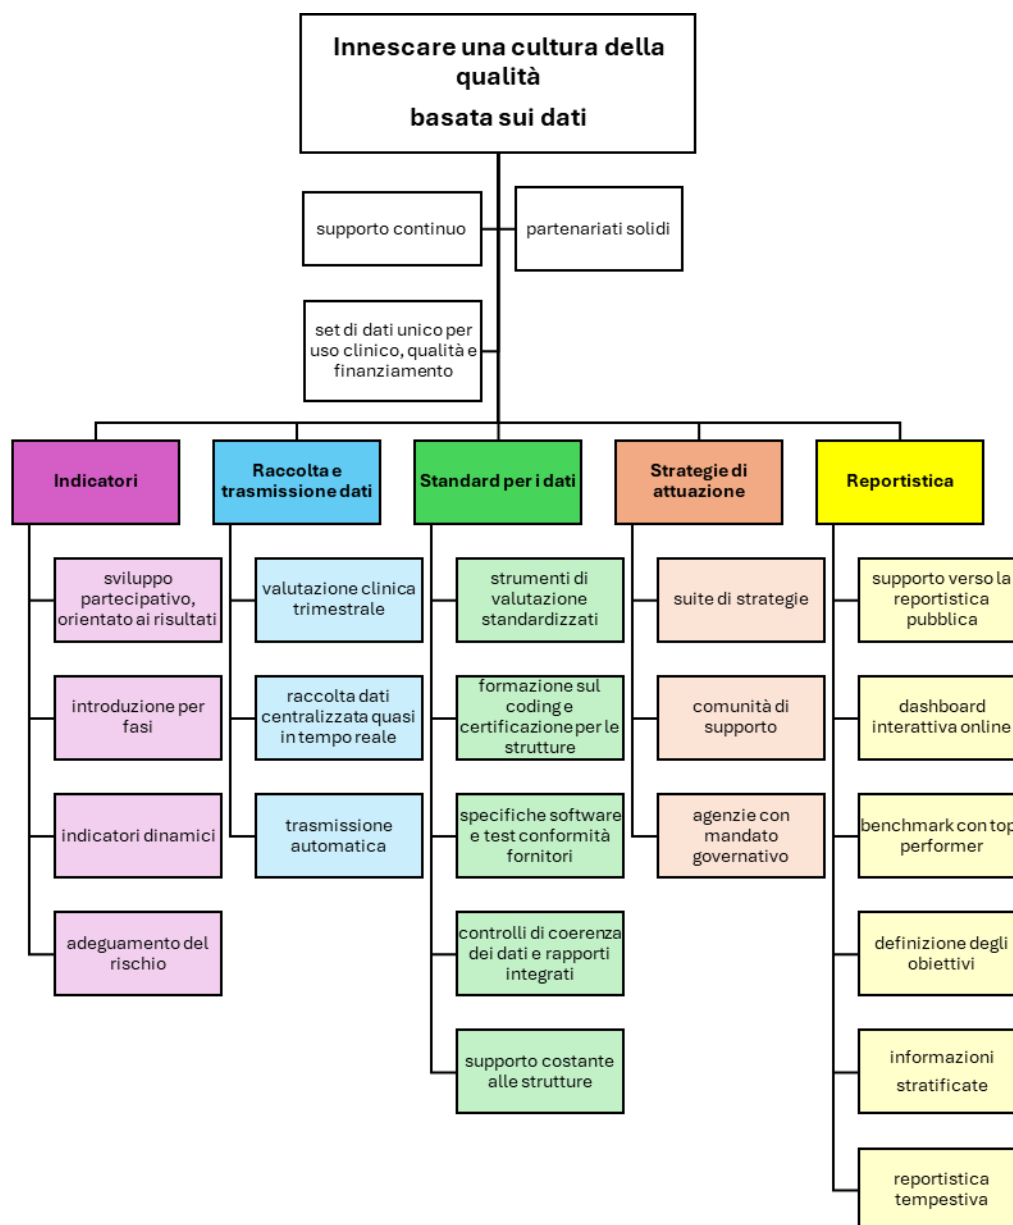 Innescare una cultura della
qualità
basata sui dati
supporto continuo
partenariati solidi
set di dati unico per
uso clinico, qualità e
finanziamento
Indicatori
Raccolta e
trasmissione dati
Standard per i dati
Strategie di
attuazione
Reportistica
sviluppo
partecipativo,
orientato ai risultati
introduzione per
fasi
indicatori dinamici
adeguamento del
rischio
valutazione clinica
trimestrale
raccolta dati
centralizzata quasi
in tempo reale
trasmissione
automatica
strumenti di
valutazione
standardizzati
formazione sul
coding e
certificazione per le
strutture
specifiche software
e test conformità
fornitori
controlli di coerenza
dei dati e rapporti
integrati
supporto costante
alle strutture
suite di strategie
comunità di
supporto
agenzie con
mandato
governativo
supporto verso la
reportistica
pubblica
dashboard
interattiva online
benchmark con top
performer
definizione degli
obiettivi
informazioni
stratificate
reportistica
tempestiva